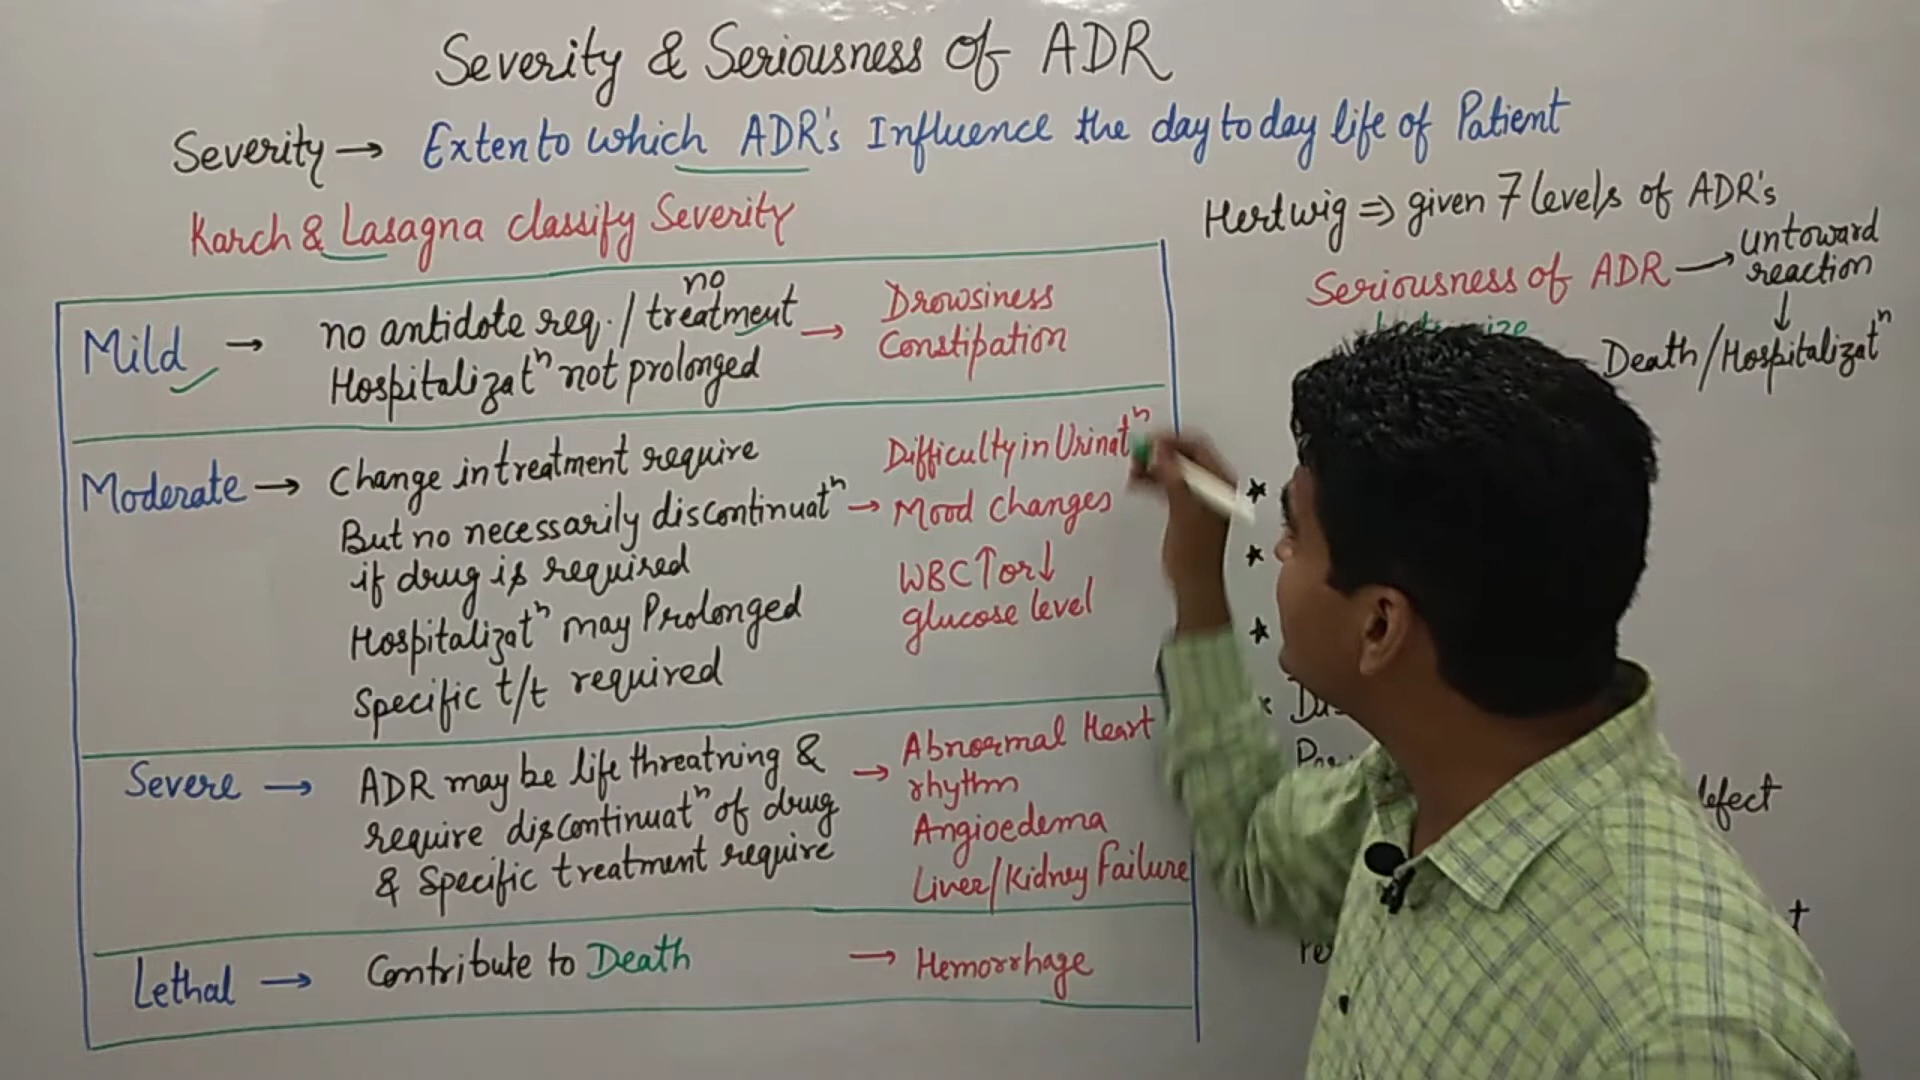 Severity & Seriousness of ADR
Severity → Exten to which ADR's Influence the day to day life of Patient
Karch & Lasagna classify Severity
Mild → no antidote req. / no treatment
Hospitalizatⁿ not prolonged
→ Drowsiness
Constipation
Moderate → Change in treatment require
But no necessarily discontinuatⁿ
if drug is required
Hospitalizatⁿ may Prolonged
Specific t/t required
→ Difficulty in Urinatⁿ
Mood Changes
WBC↑ or↓
glucose level
Severe → ADR may be life threatning &
require discontinuatⁿ of drug
& Specific treatment require
→ Abnormal Heart
rhythm
Angioedema
Liver/Kidney Failure
Lethal → Contribute to Death → Hemorrhage
Hertwig ⇒ given 7 levels of ADR's
Seriousness of ADR → untoward
reaction
↓
Death/Hospitalizatⁿ